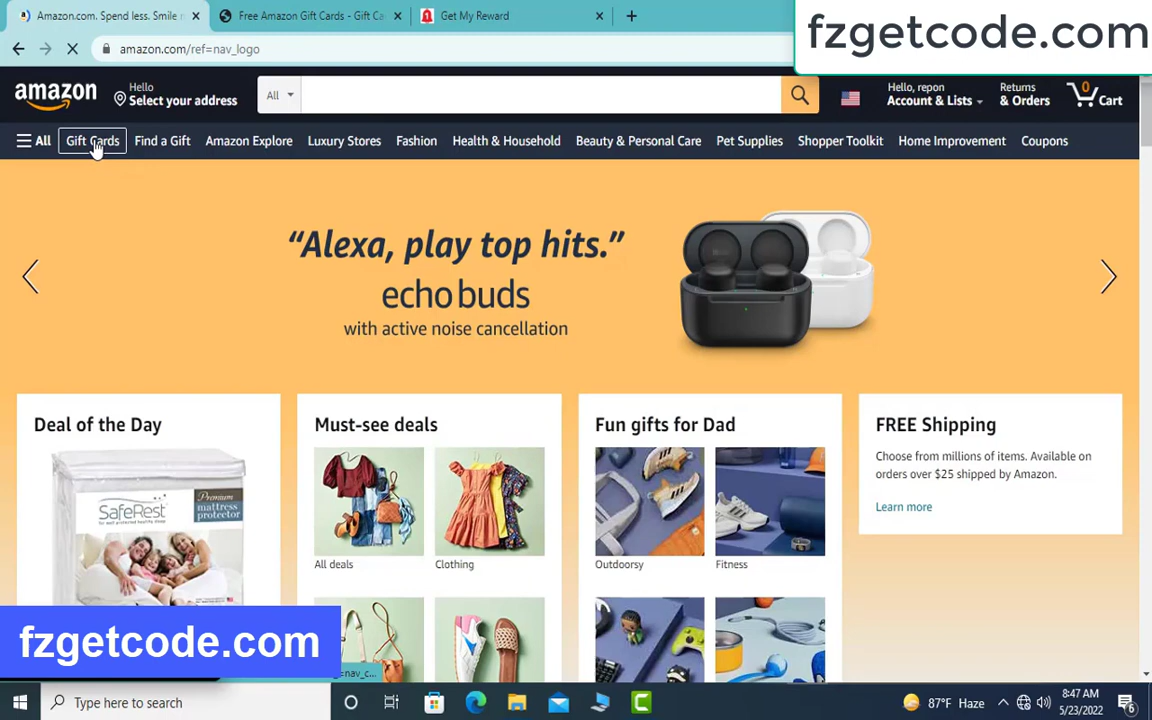 Amazon.com. Spend less. Smile
Free Amazon Gift Cards - Gift Ca
Get My Reward
fzgetcode.com
amazon.com/ref=nav_logo
amazon
Hello
Select your address
All
Hello, repon
Account & Lists
Returns
& Orders
0
Cart
All
Gift Cards
Find a Gift
Amazon Explore
Luxury Stores
Fashion
Health & Household
Beauty & Personal Care
Pet Supplies
Shopper Toolkit
Home Improvement
Coupons
“Alexa, play top hits.”
echo buds
with active noise cancellation
Deal of the Day
Must-see deals
Fun gifts for Dad
FREE Shipping
Choose from millions of items. Available on
orders over $25 shipped by Amazon.
Learn more
SafeRest
Premium
mattress
protector
All deals
Clothing
Outdoorsy
Fitness
fzgetcode.com
=nav_c...
Type here to search
87°F Haze
8:47 AM
5/23/2022
6